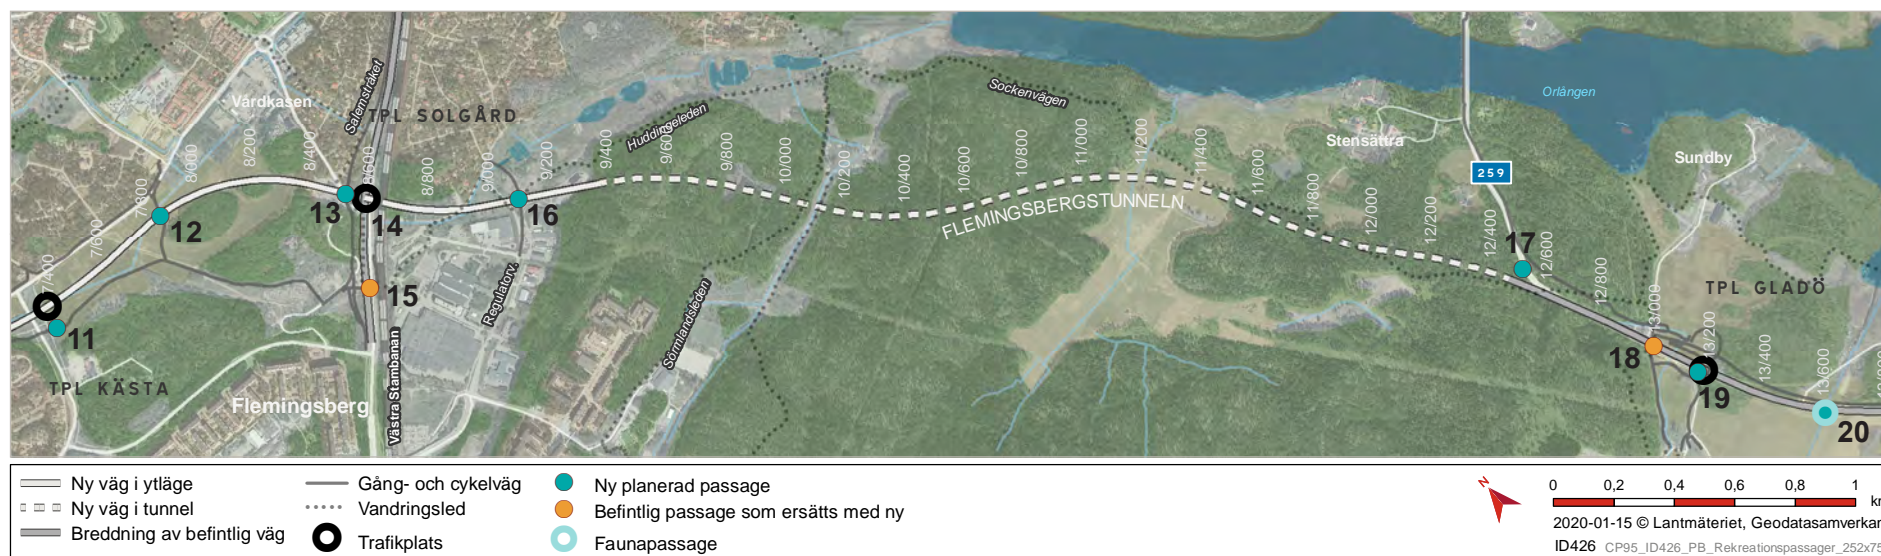 Vårdkasen
Salemstråket
TPL SOLGÅRD
Huddingeleden
Sockenvägen
Orlången
Stensättra
259
Sundby
7/400
7/600
7/800
8/000
8/200
8/400
8/600
8/800
9/000
9/200
9/400
9/600
9/800
10/000
10/200
10/400
10/600
10/800
11/000
11/200
11/400
11/600
11/800
12/000
12/200
12/400
12/600
12/800
13/000
13/200
13/400
13/600
11
12
13
14
15
16
17
18
19
20
FLEMINGSBERGSTUNNELN
TPL GLADÖ
Regulatorv.
Sörmlandsleden
Västra Stambanan
TPL KÄSTA
Flemingsberg
Ny väg i ytläge
Ny väg i tunnel
Breddning av befintlig väg
Gång- och cykelväg
Vandringsled
Trafikplats
Ny planerad passage
Befintlig passage som ersätts med ny
Faunapassage
N
0 0,2 0,4 0,6 0,8 1
km
2020-01-15 © Lantmäteriet, Geodatasamverkan
ID426 CP95_ID426_PB_Rekreationspassager_252x75